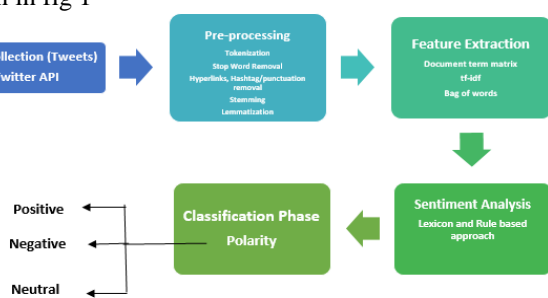 in fig 1
ollection (Tweets)
witter API
Pre-processing
Tokenization
Stop Word Removal
Hyperlinks, Hashtag/punctuation
removal
Stemming
Lemmatization
Feature Extraction
Document term matrix
tf-idf
Bag of words
Sentiment Analysis
Lexicon and Rule based
approach
Classification Phase
Polarity
Positive
Negative
Neutral